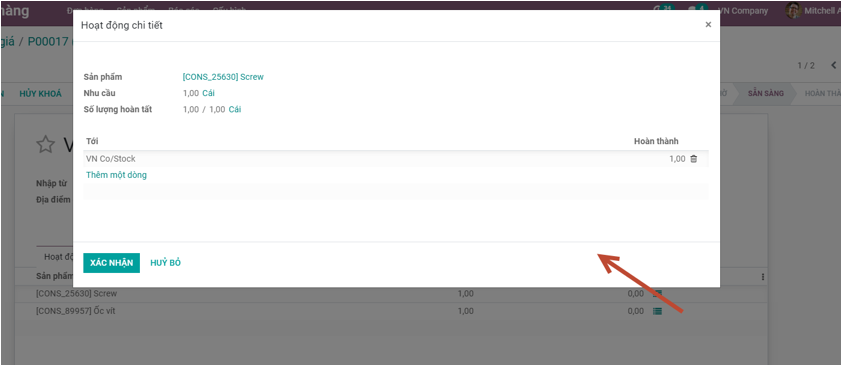 hàng
VN Company
Mitchell A
giá / P00017
Hoạt động chi tiết
×
1 / 2
HỦY KHOÁ
SẴN SÀNG
HOÀN THÀ
Sản phẩm [CONS_25630] Screw
Nhu cầu 1,00 Cái
Số lượng hoàn tất 1,00 / 1,00 Cái
Tới Hoàn thành
VN Co/Stock 1,00
Thêm một dòng
Nhập từ
Địa điểm
XÁC NHẬN HUỶ BỎ
Hoạt độ
Sản phẩm
[CONS_25630] Screw 1,00 0,00
[CONS_89957] Ốc vít 1,00 0,00